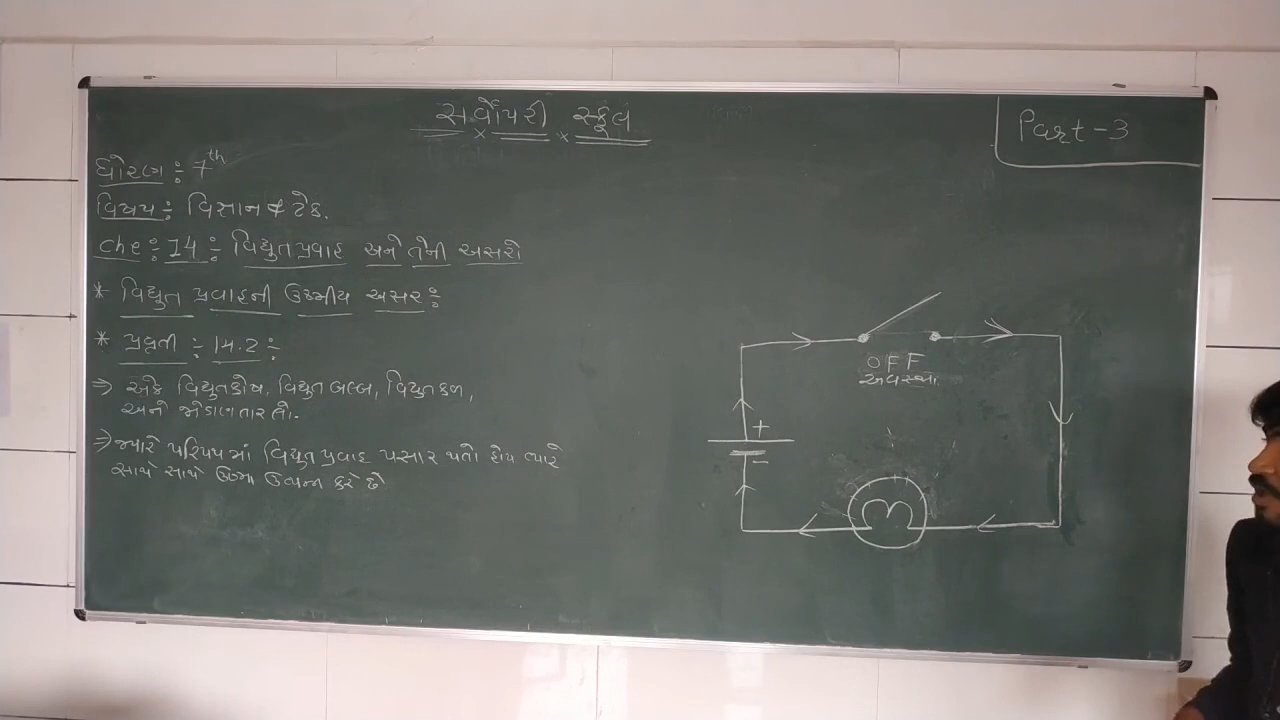 સર્વોપરી સ્કૂલ
Part-3
ધોરણ : 7th
વિષય : વિજ્ઞાન & ટેક.
che : 14 : વિદ્યુતપ્રવાહ અને તેની અસરો
* વિદ્યુત પ્રવાહની ઉષ્મીય અસર :
* પ્રવૃતી : 14.2 :
⇒ એક વિદ્યુતકોષ, વિદ્યુત બલ્બ, વિદ્યુતકળ,
અને જોડાણ તાર લો.
⇒ જ્યારે પરિપથમાં વિદ્યુતપ્રવાહ પસાર થતો હોય ત્યારે
સાથે સાથે ઉષ્મા ઉત્પન્ન કરે છે
OFF
અવસ્થા
+
-